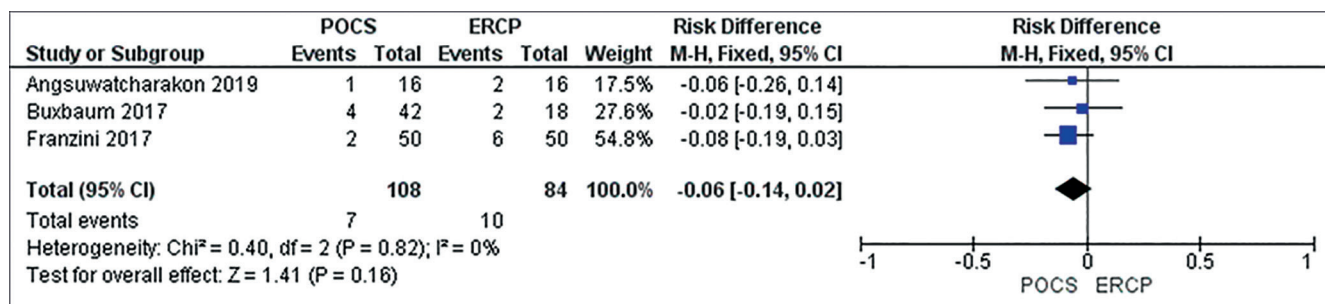 POCS ERCP Risk Difference Risk Difference
Study or Subgroup Events Total Events Total Weight M-H, Fixed, 95% CI M-H, Fixed, 95% CI
Angsuwatcharakon 2019 1 16 2 16 17.5% -0.06 [-0.26, 0.14]
Buxbaum 2017 4 42 2 18 27.6% -0.02 [-0.19, 0.15]
Franzini 2017 2 50 6 50 54.8% -0.08 [-0.19, 0.03]
Total (95% CI) 108 84 100.0% -0.06 [-0.14, 0.02]
Total events 7 10
Heterogeneity: Chi² = 0.40, df = 2 (P = 0.82); I² = 0%
Test for overall effect: Z = 1.41 (P = 0.16)
-1 -0.5 0 0.5 1
POCS ERCP